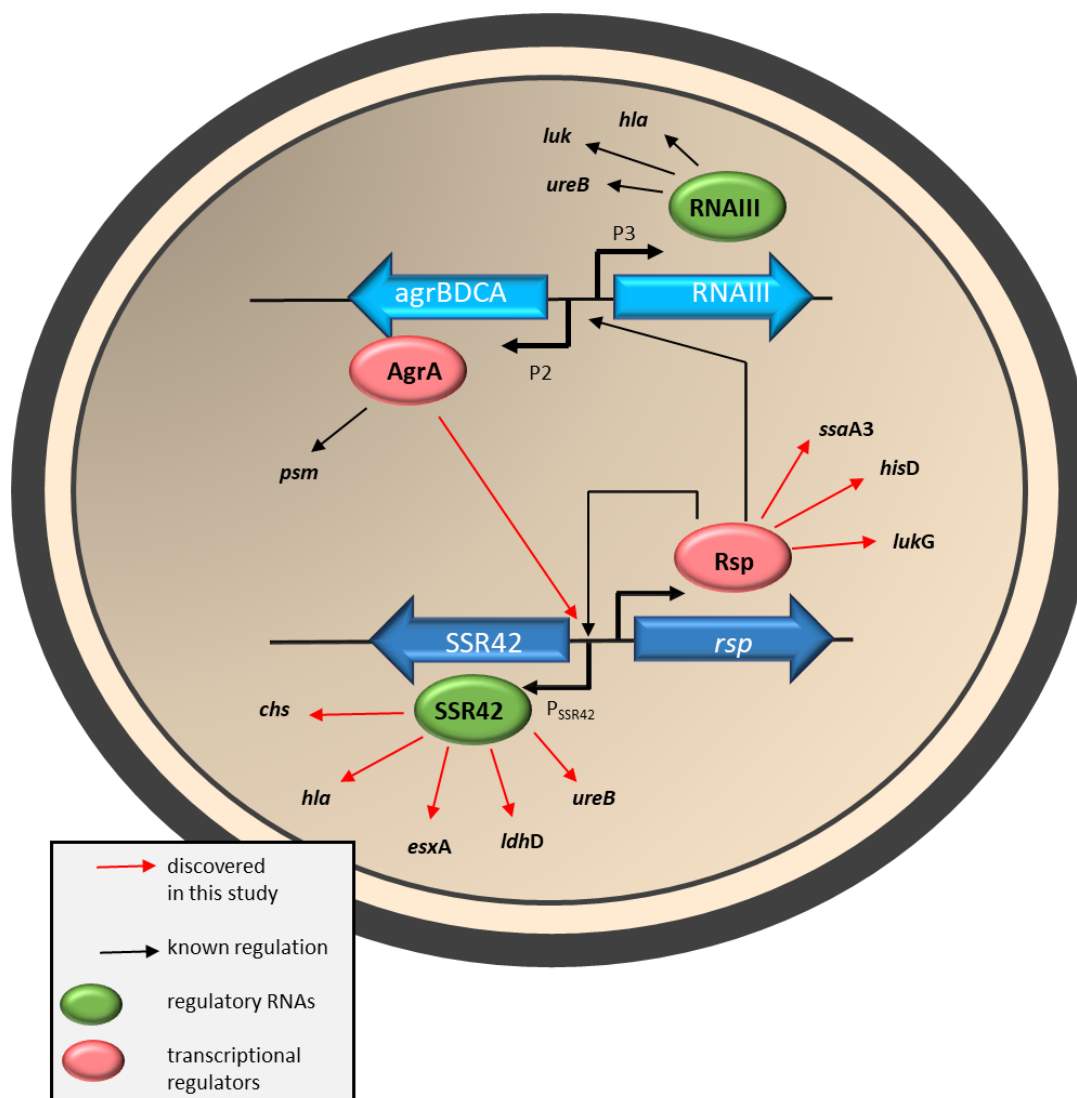 hla
luk
ureB
RNAIII
P3
agrBDCA
RNAIII
P2
AgrA
psm
ssaA3
hisD
lukG
Rsp
SSR42
rsp
SSR42
PSSR42
chs
hla
esxA
ldhD
ureB
discovered
in this study
known regulation
regulatory RNAs
transcriptional
regulators